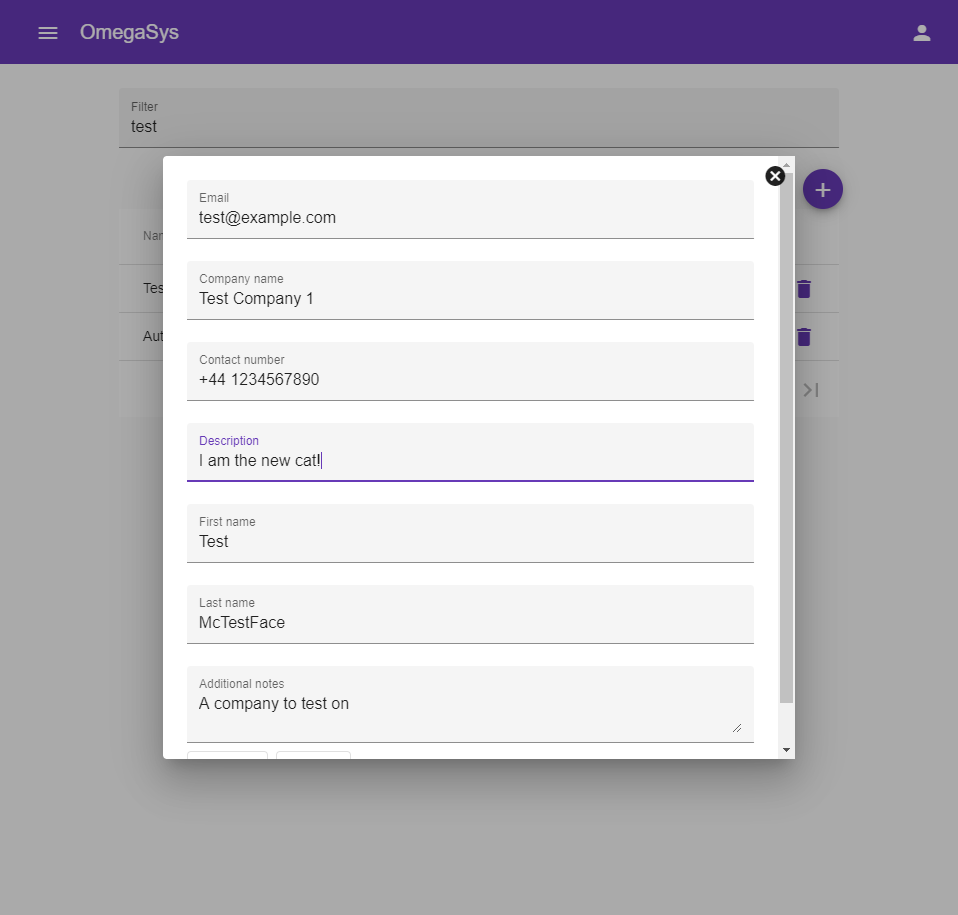 OmegaSys
Filter
test
Email
test@example.com
Company name
Test Company 1
Nar
Contact number
Tes
+44 1234567890
Aut
Description
I am the new cat!
First name
Test
Last name
McTestFace
Additional notes
A company to test on